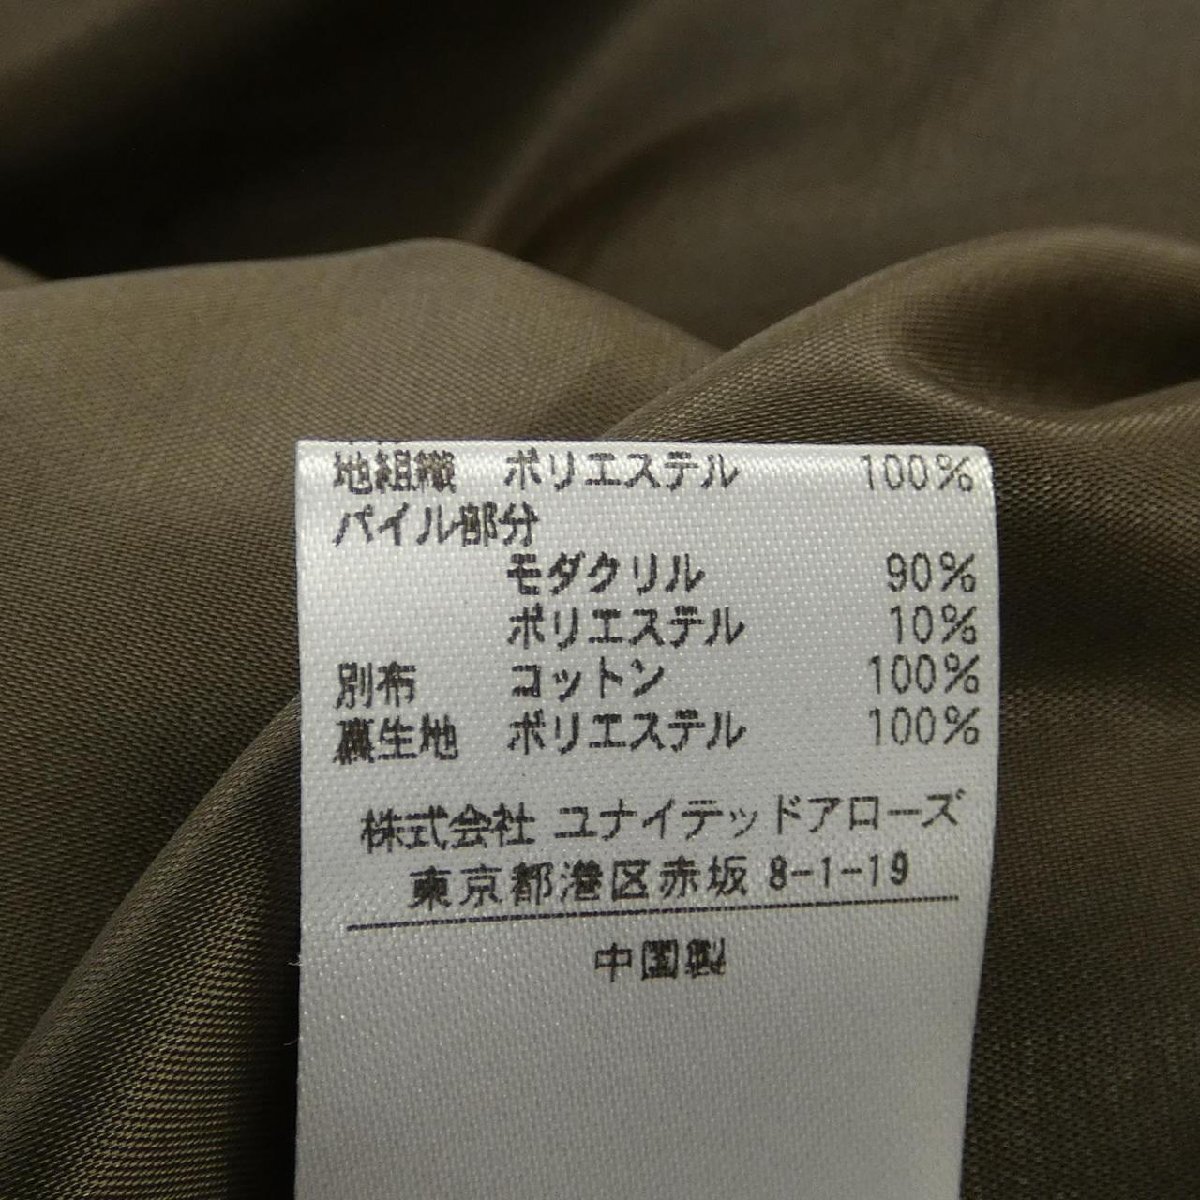 地組織 ポリエステル 100%
パイル部分
モダクリル 90%
ポリエステル 10%
別布 コットン 100%
裏生地 ポリエステル 100%
株式会社 ユナイテッドアローズ
東京都港区赤坂 8-1-19
中国製